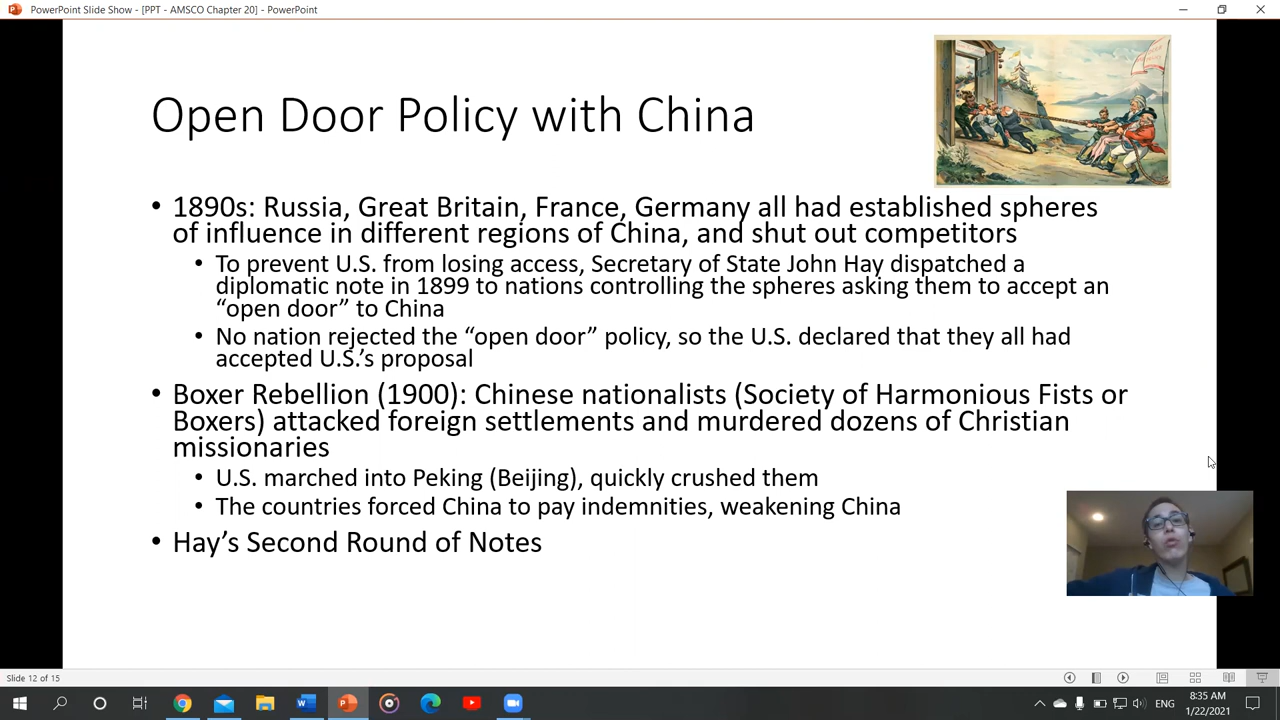 PowerPoint Slide Show - [PPT - AMSCO Chapter 20] - PowerPoint
Open Door Policy with China
• 1890s: Russia, Great Britain, France, Germany all had established spheres
of influence in different regions of China, and shut out competitors
• To prevent U.S. from losing access, Secretary of State John Hay dispatched a
diplomatic note in 1899 to nations controlling the spheres asking them to accept an
“open door” to China
• No nation rejected the “open door” policy, so the U.S. declared that they all had
accepted U.S.’s proposal
• Boxer Rebellion (1900): Chinese nationalists (Society of Harmonious Fists or
Boxers) attacked foreign settlements and murdered dozens of Christian
missionaries
• U.S. marched into Peking (Beijing), quickly crushed them
• The countries forced China to pay indemnities, weakening China
• Hay’s Second Round of Notes
Slide 12 of 15
ENG
8:35 AM
1/22/2021